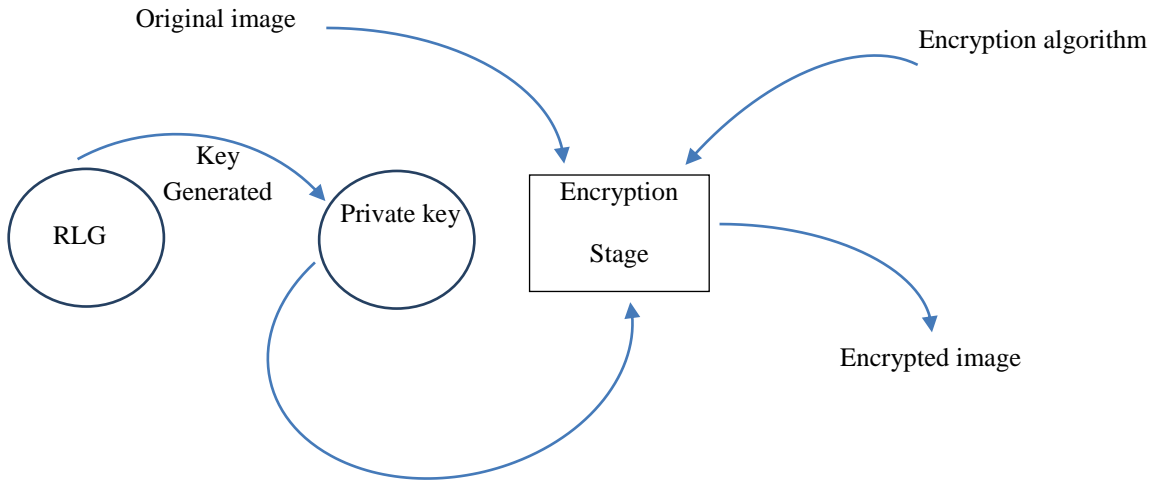 Original image
Encryption algorithm
Key
Generated
RLG
Private key
Encryption
Stage
Encrypted image